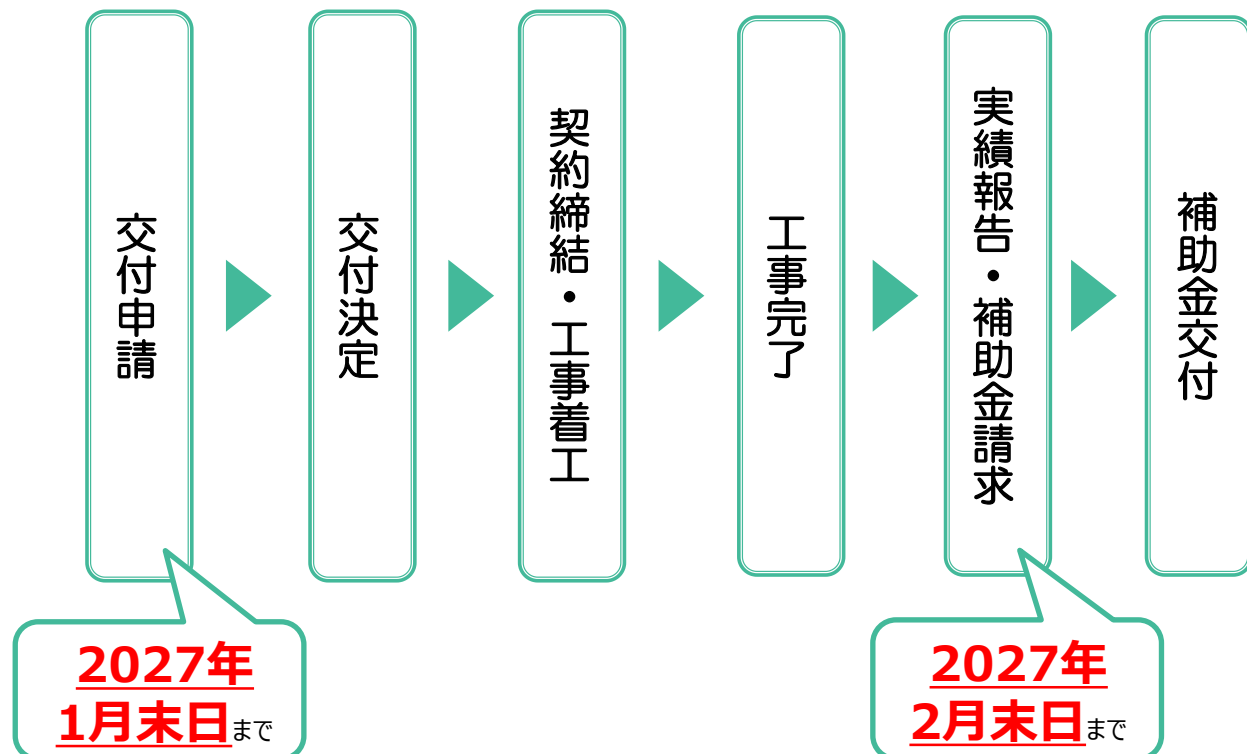 交付申請
交付決定
契約締結・工事着工
工事完了
実績報告・補助金請求
補助金交付
2027年
1月末日まで
2027年
2月末日まで